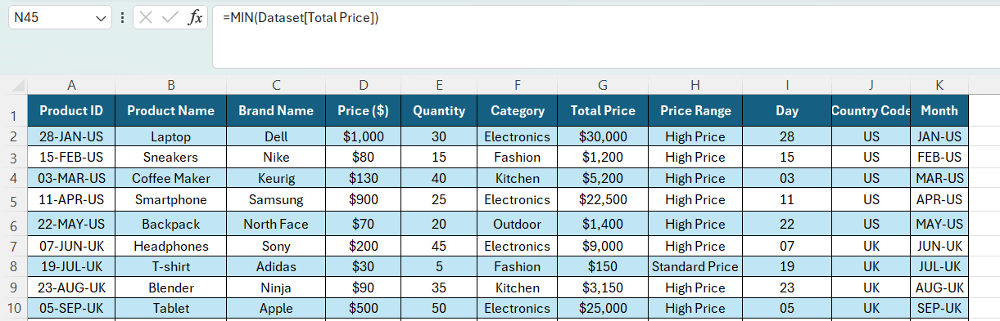 N45 fx =MIN(Dataset[Total Price])
A B C D E F G H I J K
1 Product ID Product Name Brand Name Price ($) Quantity Category Total Price Price Range Day Country Code Month
2 28-JAN-US Laptop Dell $1,000 30 Electronics $30,000 High Price 28 US JAN-US
3 15-FEB-US Sneakers Nike $80 15 Fashion $1,200 High Price 15 US FEB-US
4 03-MAR-US Coffee Maker Keurig $130 40 Kitchen $5,200 High Price 03 US MAR-US
5 11-APR-US Smartphone Samsung $900 25 Electronics $22,500 High Price 11 US APR-US
6 22-MAY-US Backpack North Face $70 20 Outdoor $1,400 High Price 22 US MAY-US
7 07-JUN-UK Headphones Sony $200 45 Electronics $9,000 High Price 07 UK JUN-UK
8 19-JUL-UK T-shirt Adidas $30 5 Fashion $150 Standard Price 19 UK JUL-UK
9 23-AUG-UK Blender Ninja $90 35 Kitchen $3,150 High Price 23 UK AUG-UK
10 05-SEP-UK Tablet Apple $500 50 Electronics $25,000 High Price 05 UK SEP-UK